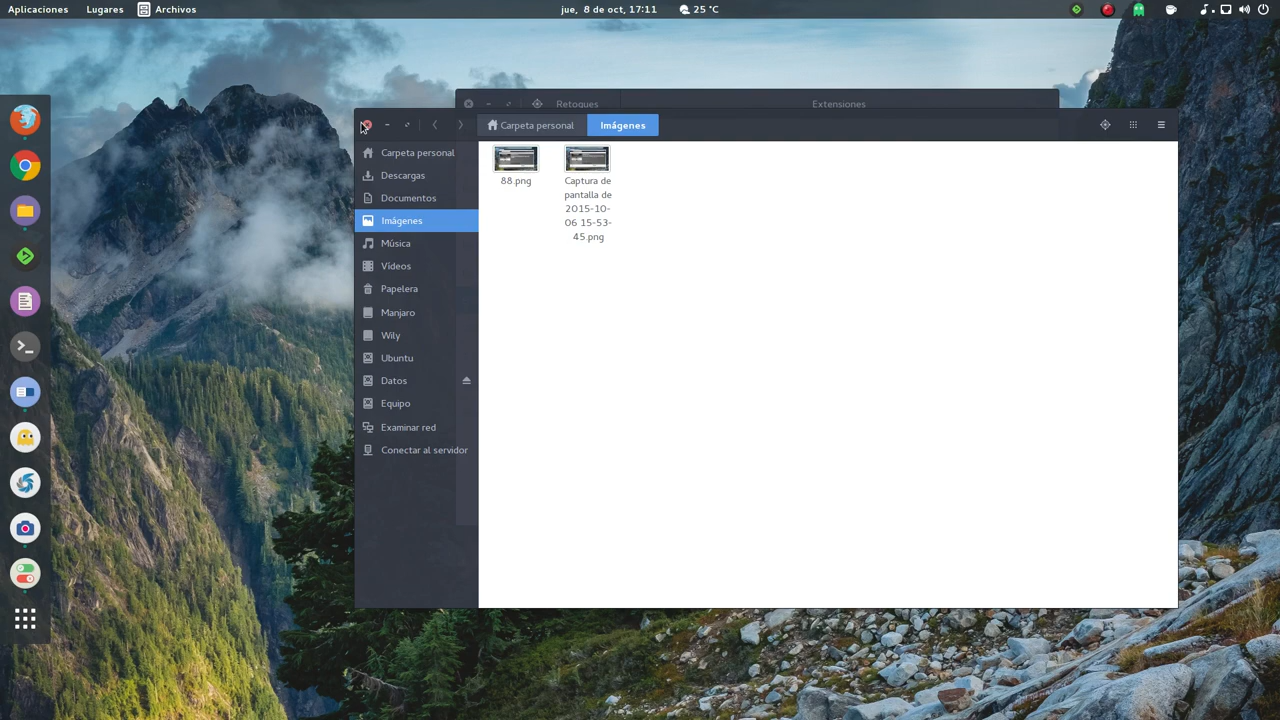 Aplicaciones Lugares Archivos jue, 8 de oct, 17:11 25 °C
Retoques Extensiones
Carpeta personal Imágenes
Carpeta personal
Descargas
Documentos
Imágenes
Música
Vídeos
Papelera
Manjaro
Wily
Ubuntu
Datos
Equipo
Examinar red
Conectar al servidor
88.png
Captura de
pantalla de
2015-10-
06 15-53-
45.png